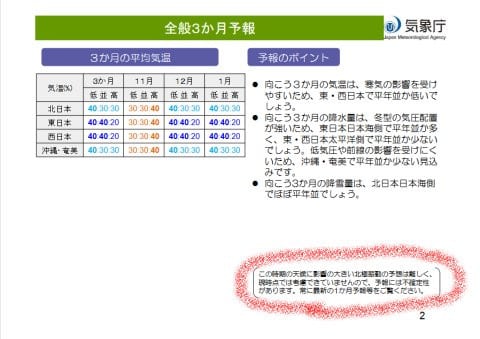 全般3か月予報
気象庁
Japan Meteorological Agency
3か月の平均気温
気温(%) 3か月 11月 12月 1月
低 並 高 低 並 高 低 並 高 低 並 高
北日本 40:30:30 30:30:40 40:30:30 40:30:30
東日本 40:40:20 30:30:40 40:40:20 40:40:20
西日本 40:40:20 30:30:40 40:40:20 40:40:20
沖縄・奄美 40:30:30 30:30:40 40:30:30 40:30:30
予報のポイント
● 向こう3か月の気温は、寒気の影響を受け
やすいため、東・西日本で平年並か低いで
しょう。
● 向こう3か月の降水量は、冬型の気圧配置
が強いため、東日本日本海側で平年並か多
く、東・西日本太平洋側で平年並か少ない
でしょう。低気圧や前線の影響を受けにく
いため、沖縄・奄美で平年並か少ない見込
みです。
● 向こう3か月の降雪量は、北日本日本海側
でほぼ平年並でしょう。
この時期の天候に影響の大きい北極振動の予想は難しく、
現時点では考慮できていませんので、予報には不確定性
があります。常に最新の1か月予報等をご覧ください。
2